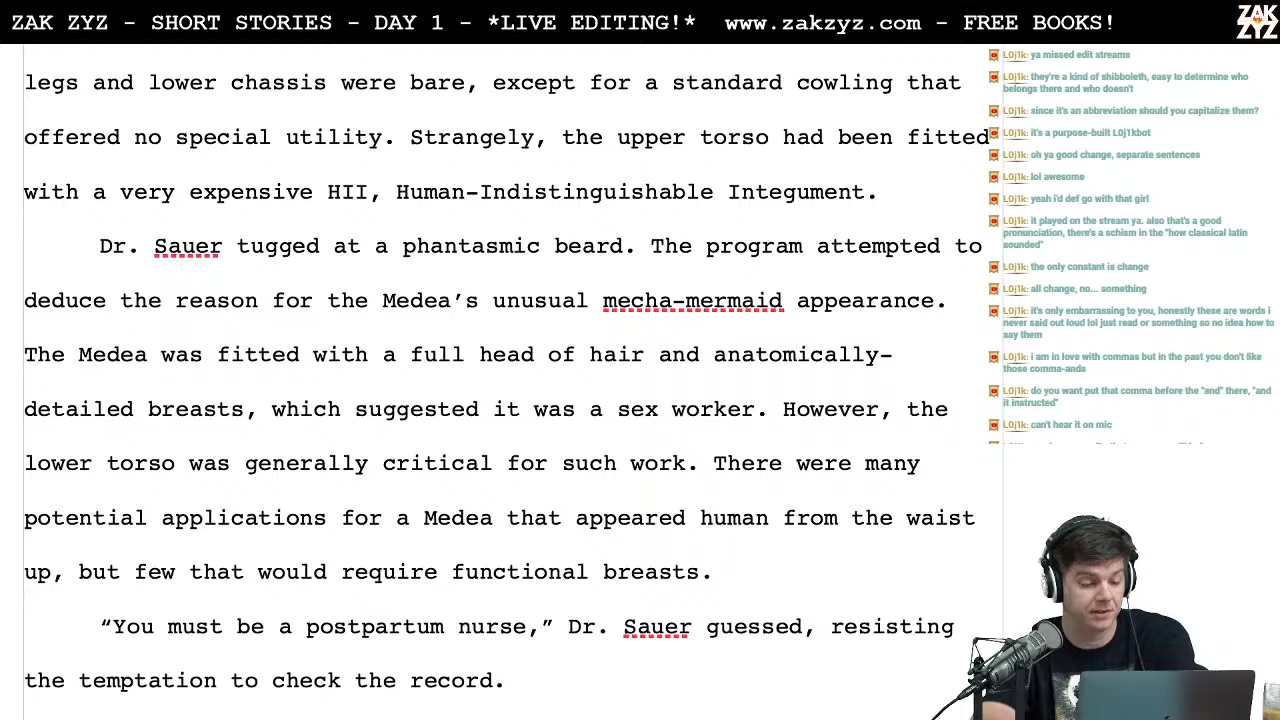 ZAK ZYZ - SHORT STORIES - DAY 1 - *LIVE EDITING!* www.zakzyz.com - FREE BOOKS!
ZAK
ZYZ
legs and lower chassis were bare, except for a standard cowling that
offered no special utility. Strangely, the upper torso had been fitted
with a very expensive HII, Human-Indistinguishable Integument.
Dr. Sauer tugged at a phantosmic beard. The program attempted to
deduce the reason for the Medea’s unusual mecha-mermaid appearance.
The Medea was fitted with a full head of hair and anatomically-
detailed breasts, which suggested it was a sex worker. However, the
lower torso was generally critical for such work. There were many
potential applications for a Medea that appeared human from the waist
up, but few that would require functional breasts.
“You must be a postpartum nurse,” Dr. Sauer guessed, resisting
the temptation to check the record.
L0j1k: ya missed edit streams
L0j1k: they're a kind of shibboleth, easy to determine who
belongs there and who doesn't
L0j1k: since it's an abbreviation should you capitalize them?
L0j1k: it's a purpose-built L0j1kbot
L0j1k: oh ya good change, separate sentences
L0j1k: lol awesome
L0j1k: yeah i'd def go with that girl
L0j1k: it played on the stream ya. also that's a good
pronunciation, there's a schism in the "how classical latin
sounded"
L0j1k: the only constant is change
L0j1k: all change, no... something
L0j1k: it's only embarrassing to you, honestly these are words i
never said out loud lol just read or something so no idea how to
say them
L0j1k: i am in love with commas but in the past you don't like
those comma-ands
L0j1k: do you want put that comma before the "and" there, "and
it instructed"
L0j1k: can't hear it on mic